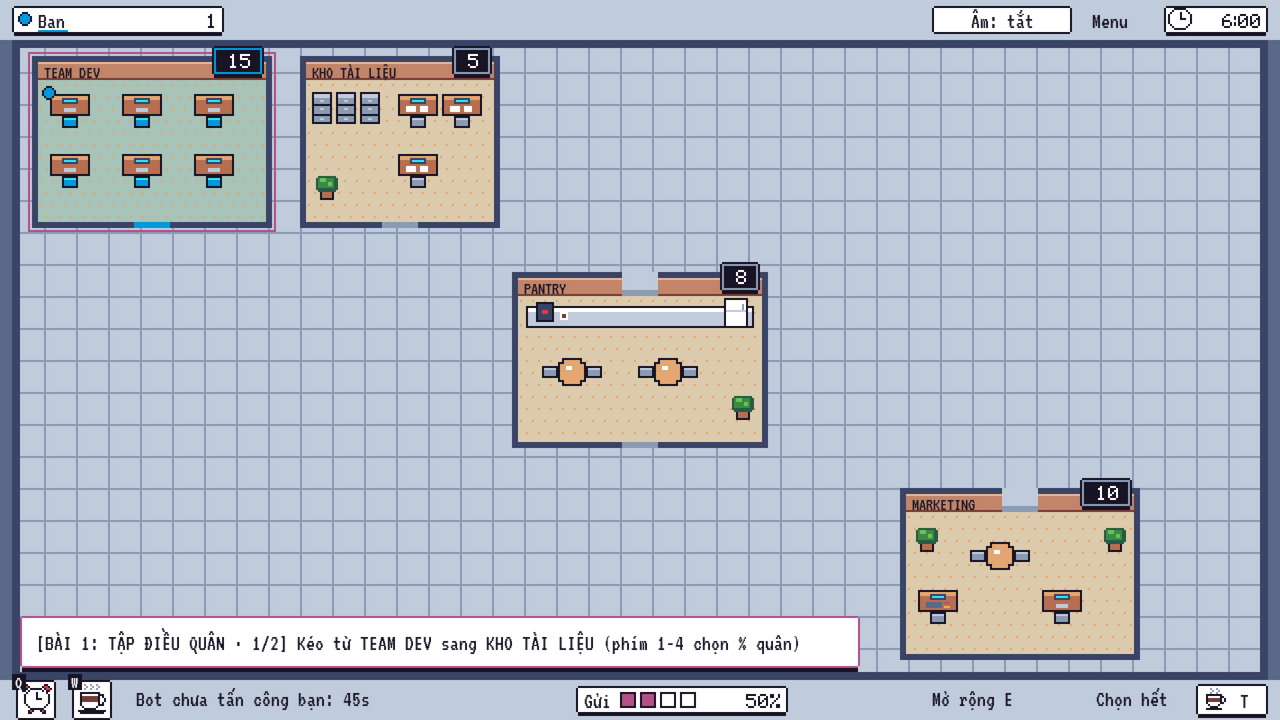 Bạn 1
Âm: tắt
Menu
6:00
TEAM DEV
15
KHO TÀI LIỆU
5
PANTRY
8
MARKETING
10
[BÀI 1: TẬP ĐIỀU QUÂN · 1/2] Kéo từ TEAM DEV sang KHO TÀI LIỆU (phím 1-4 chọn % quân)
Q
W
Bot chưa tấn công bạn: 45s
Gửi 50%
Mở rộng E
Chọn hết
T